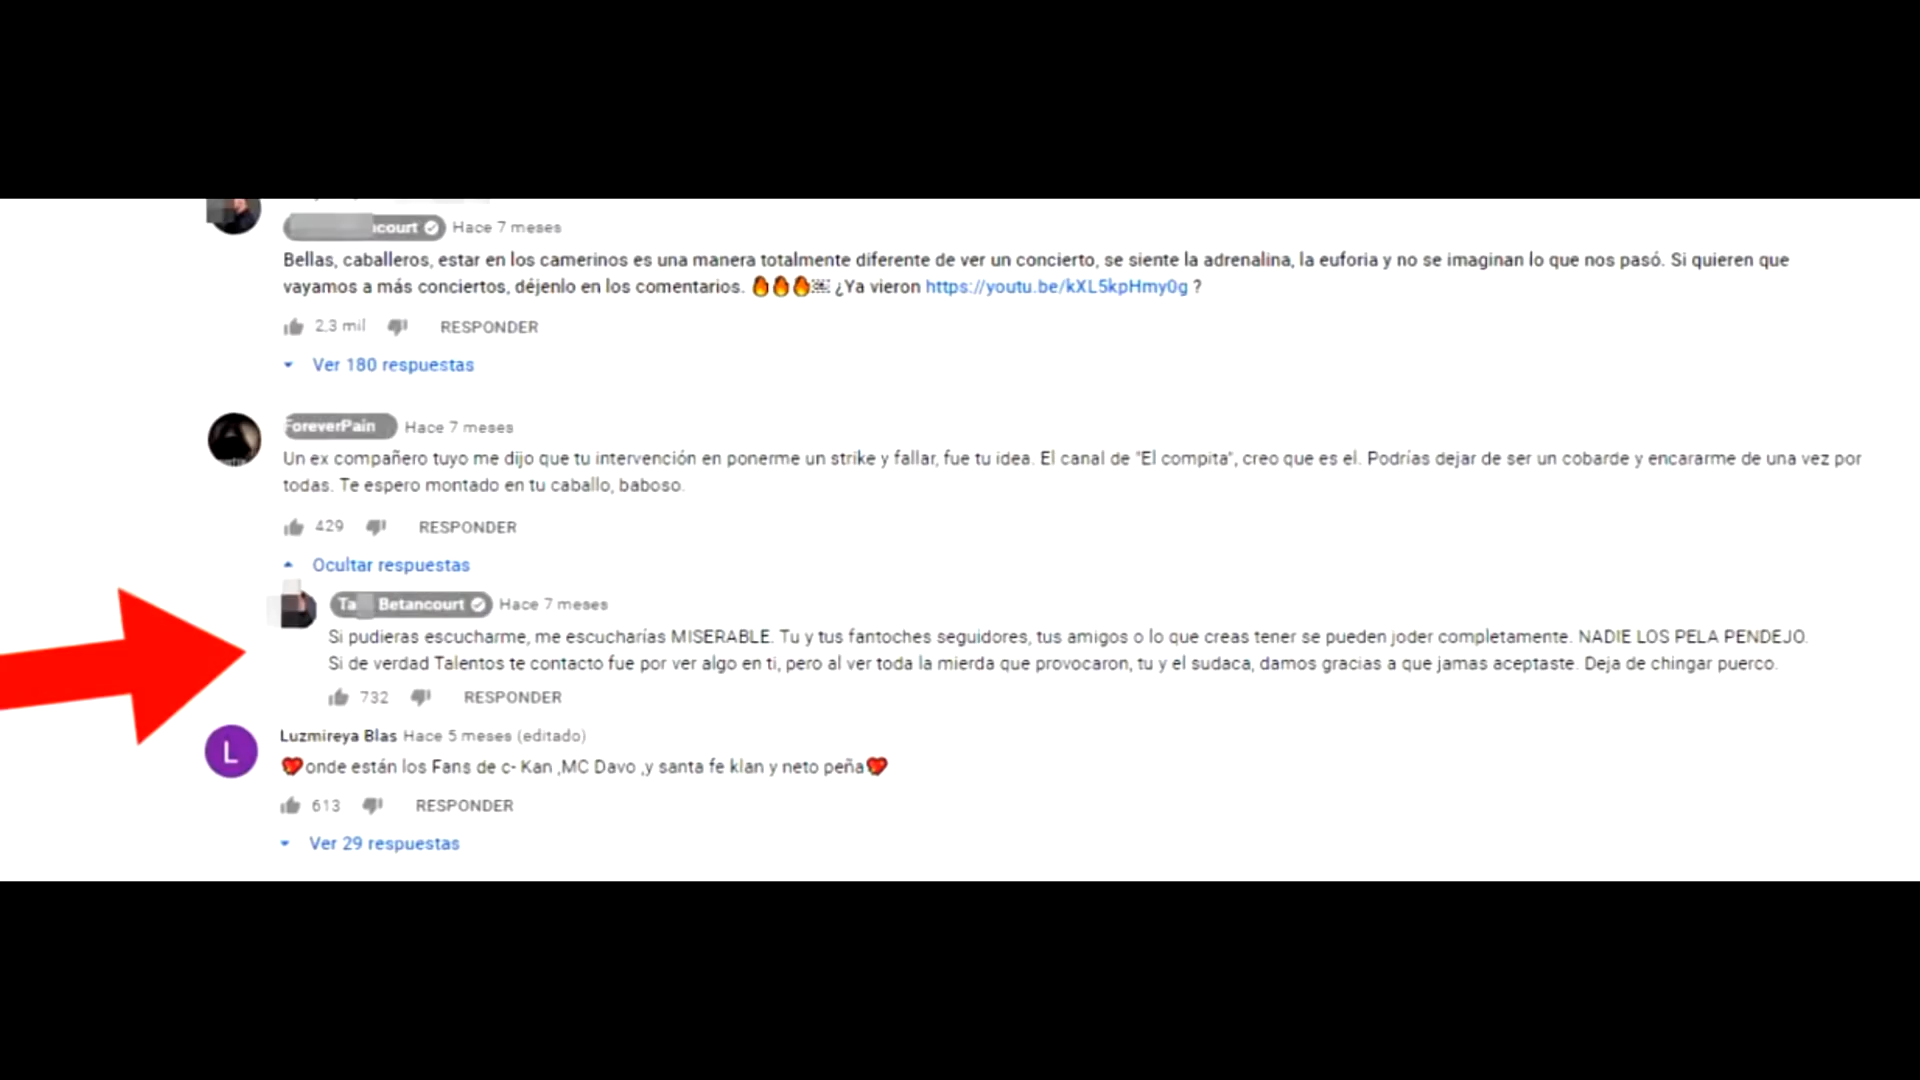 court Hace 7 meses
Bellas, caballeros, estar en los camerinos es una manera totalmente diferente de ver un concierto, se siente la adrenalina, la euforia y no se imaginan lo que nos pasó. Si quieren que
vayamos a más conciertos, déjenlo en los comentarios. 🔥🔥🔥 ¿Ya vieron https://youtu.be/kXL5kpHmy0g ?
2.3 mil RESPONDER
Ver 180 respuestas
ForeverPain Hace 7 meses
Un ex compañero tuyo me dijo que tu intervención en ponerme un strike y fallar, fue tu idea. El canal de "El compita", creo que es el. Podrías dejar de ser un cobarde y encararme de una vez por
todas. Te espero montado en tu caballo, baboso.
429 RESPONDER
Ocultar respuestas
Ta Betancourt Hace 7 meses
Si pudieras escucharme, me escucharías MISERABLE. Tu y tus fantoches seguidores, tus amigos o lo que creas tener se pueden joder completamente. NADIE LOS PELA PENDEJO.
Si de verdad Talentos te contacto fue por ver algo en ti, pero al ver toda la mierda que provocaron, tu y el sudaca, damos gracias a que jamas aceptaste. Deja de chingar puerco.
732 RESPONDER
L
Luzmireya Blas Hace 5 meses (editado)
💖onde están los Fans de c- Kan ,MC Davo ,y santa fe klan y neto peña💖
613 RESPONDER
Ver 29 respuestas